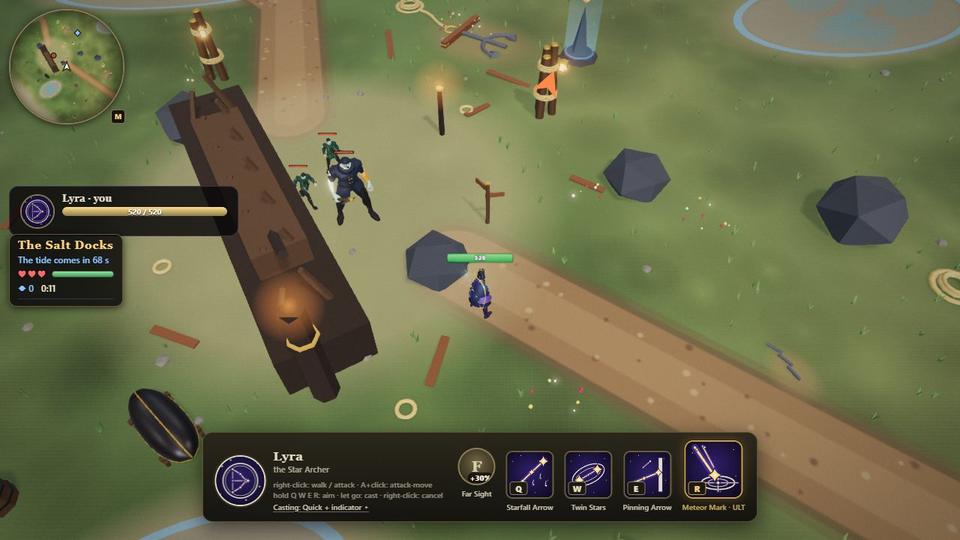 M
Lyra · you
520 / 520
The Salt Docks
The tide comes in 68 s
0 0:11
520
Lyra
the Star Archer
right-click: walk / attack · A+click: attack-move
hold Q W E R: aim · let go: cast · right-click: cancel
Casting: Quick + indicator
F
+30%
Far Sight
Q
Starfall Arrow
W
Twin Stars
E
Pinning Arrow
R
Meteor Mark · ULT